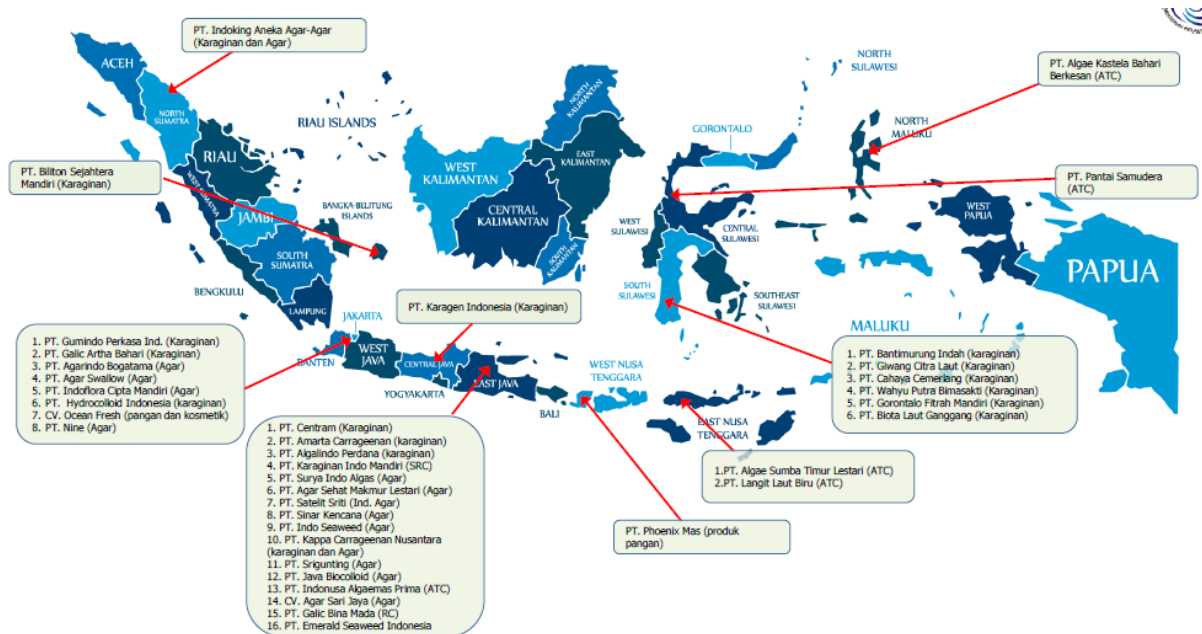 PT. Indoking Aneka Agar-Agar
(Karaginan dan Agar)
PT. Algae Kastela Bahari
Berkesan (ATC)
PT. Biliton Sejahtera
Mandiri (Karaginan)
PT. Pantai Samudera
(ATC)
ACEH
NORTH
SUMATRA
RIAU ISLANDS
RIAU
WEST SUMATRA
JAMBI
BANGKA-BELITUNG
ISLANDS
SOUTH
SUMATRA
BENGKULU
LAMPUNG
WEST
KALIMANTAN
CENTRAL
KALIMANTAN
NORTH
KALIMANTAN
EAST
KALIMANTAN
SOUTH
KALIMANTAN
NORTH
SULAWESI
GORONTALO
WEST
SULAWESI
CENTRAL
SULAWESI
SOUTH
SULAWESI
SOUTHEAST
SULAWESI
NORTH
MALUKU
MALUKU
WEST
PAPUA
PAPUA
JAKARTA
BANTEN
WEST
JAVA
CENTRAL JAVA
YOGYAKARTA
EAST JAVA
BALI
WEST NUSA
TENGGARA
EAST NUSA
TENGGARA
PT. Karagen Indonesia (Karaginan)
1. PT. Gumindo Perkasa Ind. (Karaginan)
2. PT. Galic Artha Bahari (Karaginan)
3. PT. Agarindo Bogatama (Agar)
4. PT. Agar Swallow (Agar)
5. PT. Indoflora Cipta Mandiri (Agar)
6. PT. Hydrocolloid Indonesia (karaginan)
7. CV. Ocean Fresh (pangan dan kosmetik)
8. PT. Nine (Agar)
1. PT. Centram (Karaginan)
2. PT. Amarta Carrageenan (karaginan)
3. PT. Algalindo Perdana (karaginan)
4. PT. Karaginan Indo Mandiri (SRC)
5. PT. Surya Indo Algas (Agar)
6. PT. Agar Sehat Makmur Lestari (Agar)
7. PT. Satelit Sriti (Ind. Agar)
8. PT. Sinar Kencana (Agar)
9. PT. Indo Seaweed (Agar)
10. PT. Kappa Carrageenan Nusantara
(karaginan dan Agar)
11. PT. Srigunting (Agar)
12. PT. Java Biocolloid (Agar)
13. PT. Indonusa Algaemas Prima (ATC)
14. CV. Agar Sari Jaya (Agar)
15. PT. Galic Bina Mada (RC)
16. PT. Emerald Seaweed Indonesia
1. PT. Bantimurung Indah (karaginan)
2. PT. Giwang Citra Laut (Karaginan)
3. PT. Cahaya Cemerlang (Karaginan)
4. PT. Wahyu Putra Bimasakti (Karaginan)
5. PT. Gorontalo Fitrah Mandiri (Karaginan)
6. PT. Biota Laut Ganggang (Karaginan)
1.PT. Algae Sumba Timur Lestari (ATC)
2.PT. Langit Laut Biru (ATC)
PT. Phoenix Mas (produk
pangan)